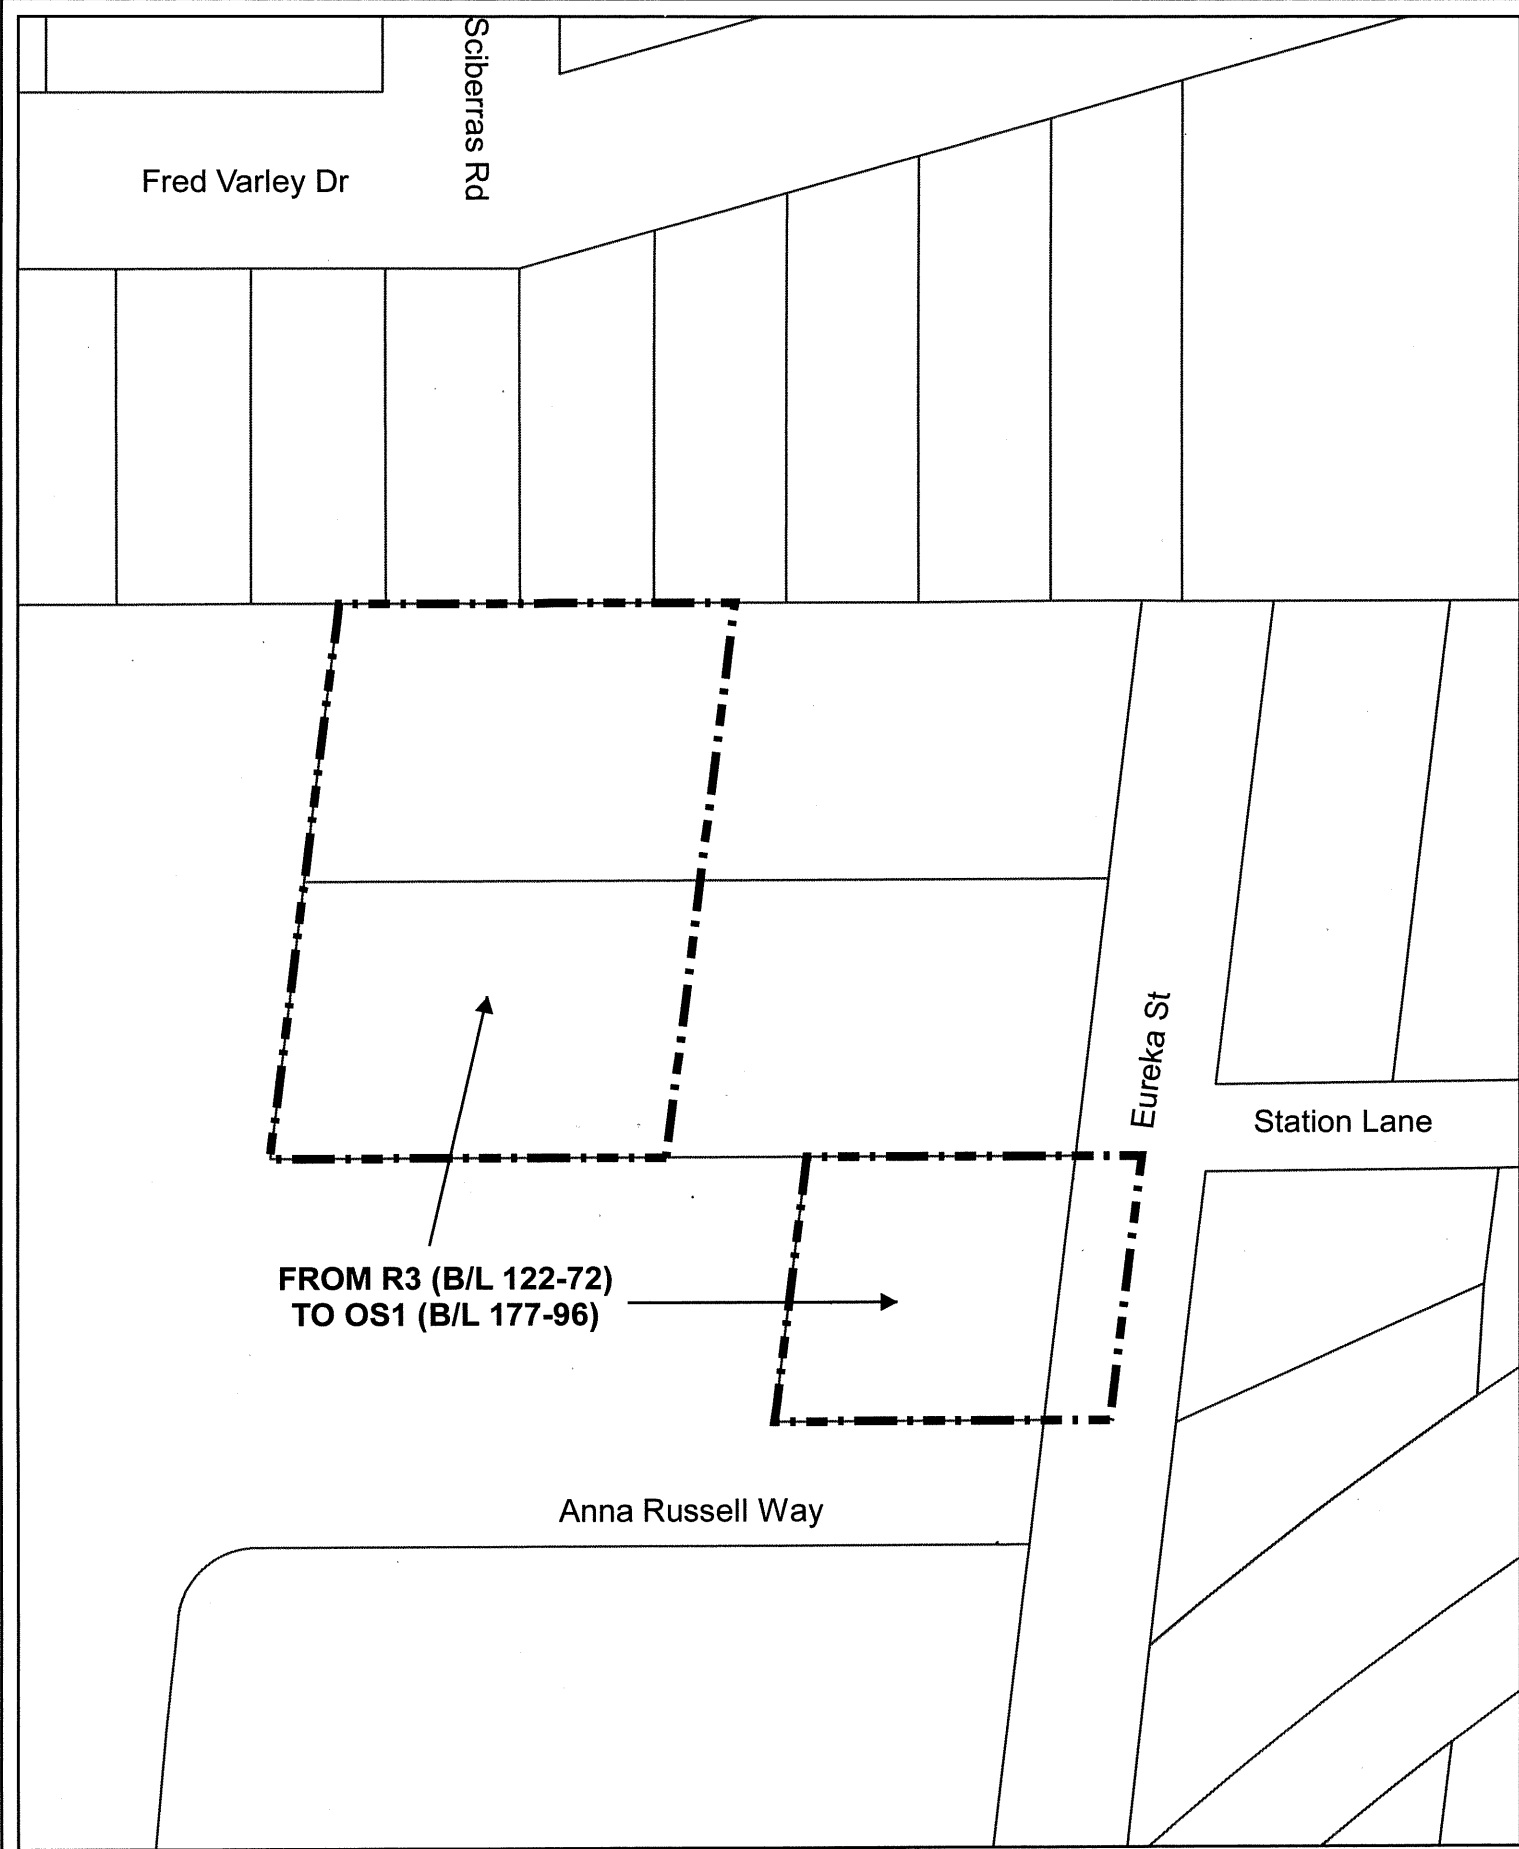 Sciberras Rd
Fred Varley Dr
Eureka St
Station Lane
FROM R3 (B/L 122-72)
TO OS1 (B/L 177-96)
Anna Russell Way